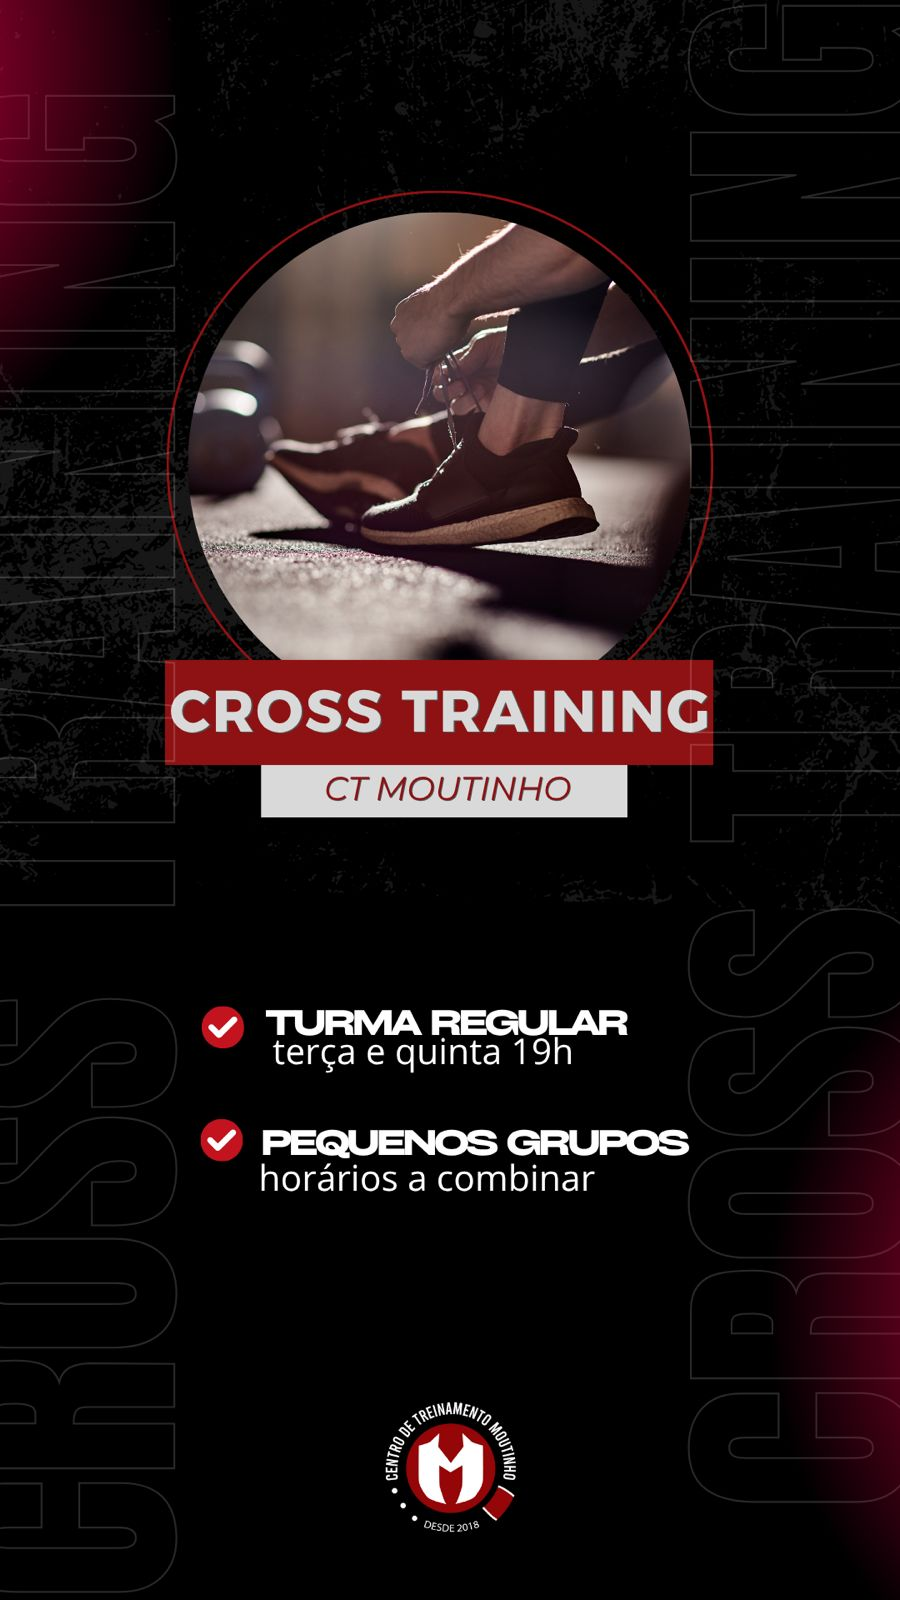 CROSS TRAINING
CROSS TRAINING
CROSS TRAINING
CT MOUTINHO
TURMA REGULAR
terça e quinta 19h
PEQUENOS GRUPOS
horários a combinar
CENTRO DE TREINAMENTO MOUTINHO
M
DESDE 2018